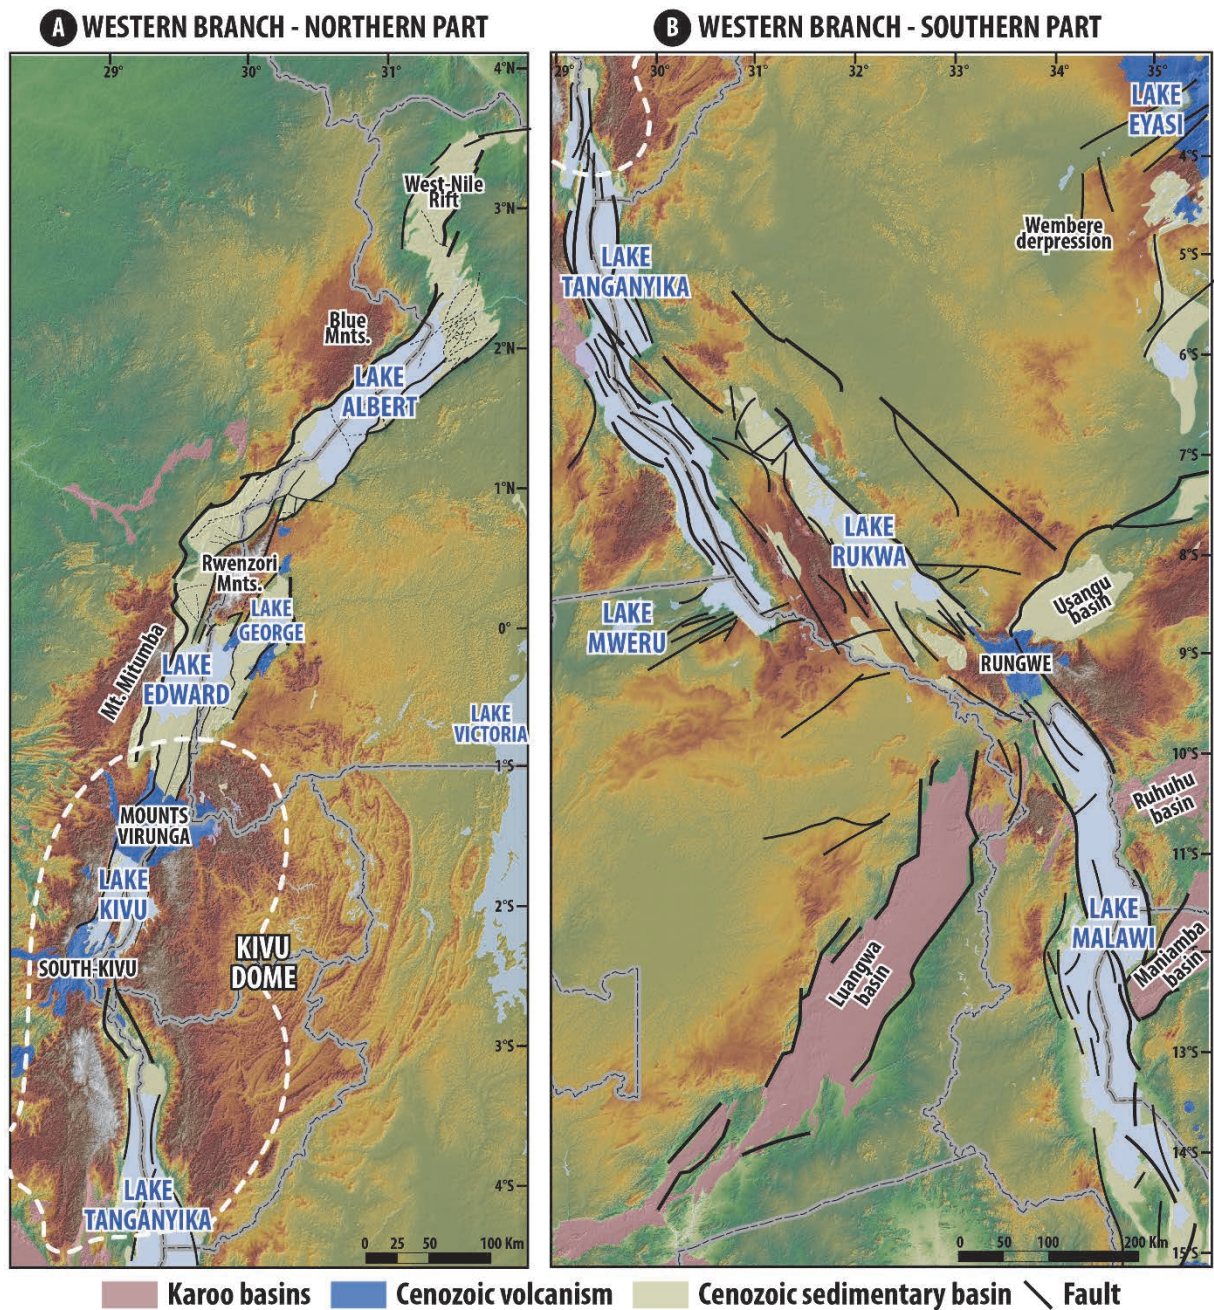 A WESTERN BRANCH - NORTHERN PART
29°
30°
31°
4°N
West-Nile
Rift
3°N
Blue
Mnts.
2°N
LAKE
ALBERT
1°N
Rwenzori
Mnts.
LAKE
GEORGE
0°
Mt. Mitumba
LAKE
EDWARD
LAKE
VICTORIA
1°S
MOUNTS
VIRUNGA
LAKE
KIVU
2°S
KIVU
DOME
SOUTH-KIVU
3°S
4°S
LAKE
TANGANYIKA
0 25 50 100 Km
B WESTERN BRANCH - SOUTHERN PART
29°
30°
31°
32°
33°
34°
35°
LAKE
EYASI
4°S
Wembere
derpression
5°S
LAKE
TANGANYIKA
6°S
7°S
LAKE
RUKWA
8°S
Usangu
basin
LAKE
MWERU
9°S
RUNGWE
10°S
Ruhuhu
basin
11°S
LAKE
MALAWI
Maniamba
basin
Luangwa
basin
13°S
14°S
0 50 100 200 Km
15°S
Karoo basins
Cenozoic volcanism
Cenozoic sedimentary basin
Fault